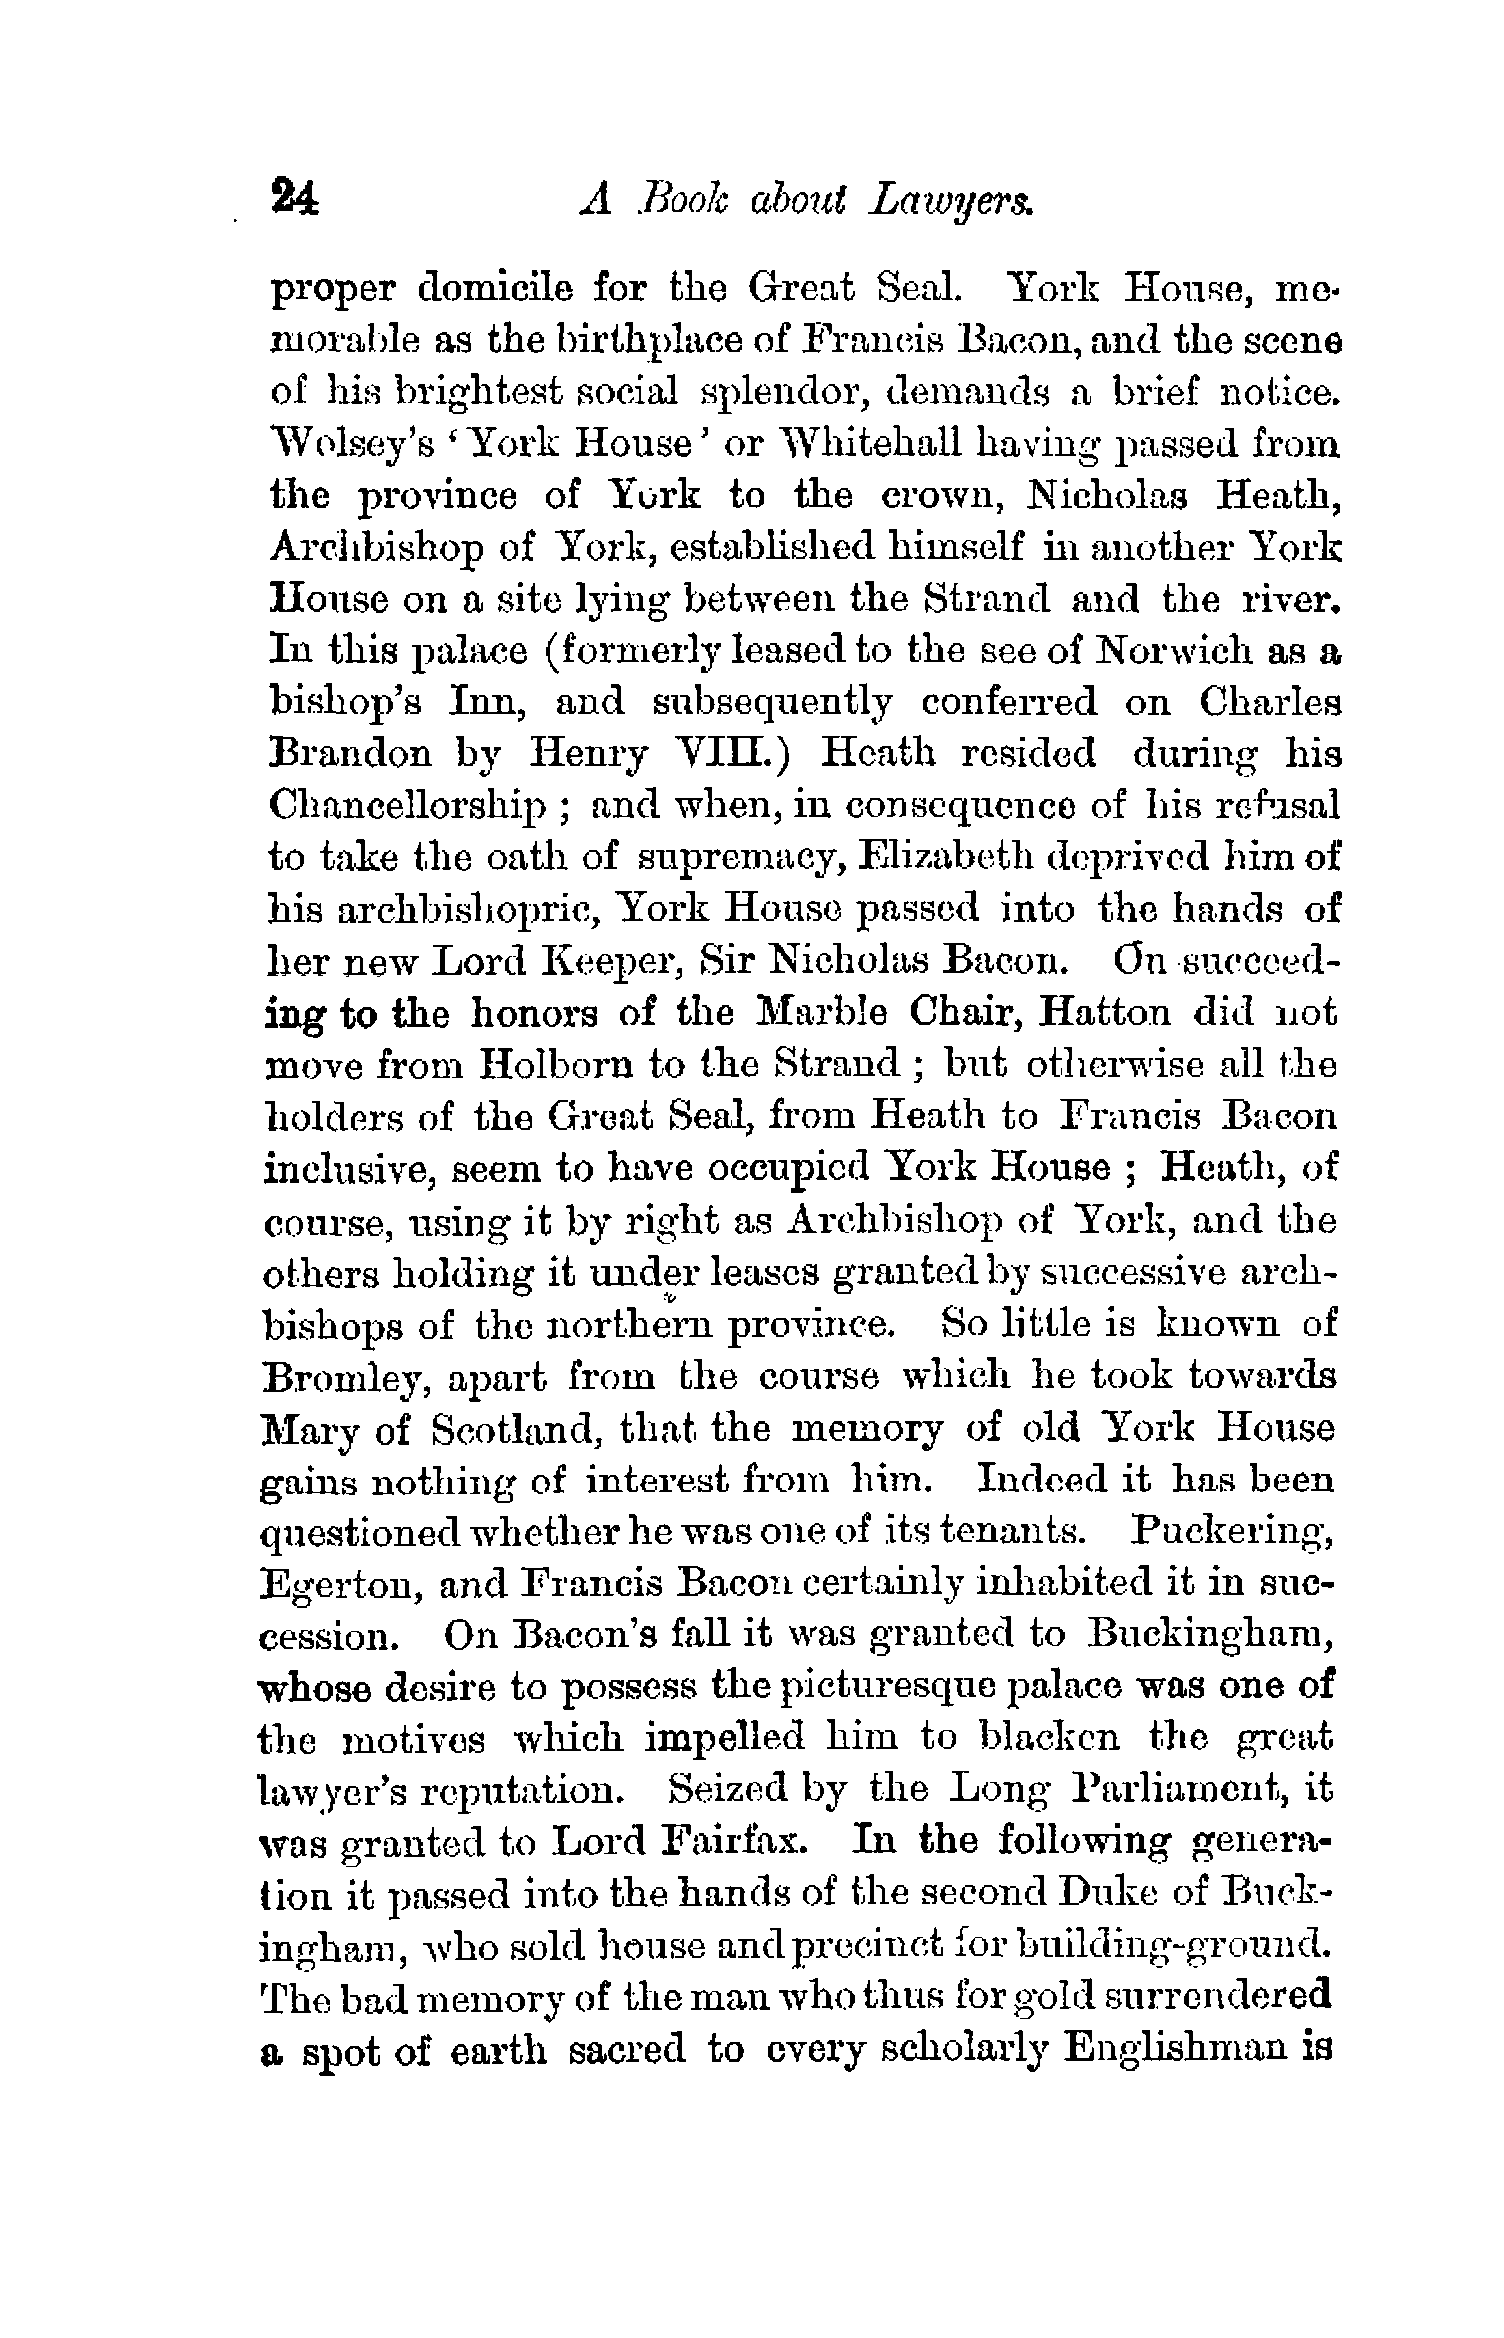 24 A Book about Lawyers.
proper domicile for the Great Seal. York House, me-
morable as the birthplace of Francis Bacon, and the scene
of his brightest social splendor, demands a brief notice.
Wolsey's ‘York House’ or Whitehall having passed from
the province of York to the crown, Nicholas Heath,
Archbishop of York, established himself in another York
House on a site lying between the Strand and the river.
In this palace (formerly leased to the see of Norwich as a
bishop's Inn, and subsequently conferred on Charles
Brandon by Henry VIII.) Heath resided during his
Chancellorship ; and when, in consequence of his refusal
to take the oath of supremacy, Elizabeth deprived him of
his archbishopric, York House passed into the hands of
her new Lord Keeper, Sir Nicholas Bacon. On succeed-
ing to the honors of the Marble Chair, Hatton did not
move from Holborn to the Strand ; but otherwise all the
holders of the Great Seal, from Heath to Francis Bacon
inclusive, seem to have occupied York House ; Heath, of
course, using it by right as Archbishop of York, and the
others holding it under leases granted by successive arch-
bishops of the northern province. So little is known of
Bromley, apart from the course which he took towards
Mary of Scotland, that the memory of old York House
gains nothing of interest from him. Indeed it has been
questioned whether he was one of its tenants. Puckering,
Egerton, and Francis Bacon certainly inhabited it in suc-
cession. On Bacon's fall it was granted to Buckingham,
whose desire to possess the picturesque palace was one of
the motives which impelled him to blacken the great
lawyer's reputation. Seized by the Long Parliament, it
was granted to Lord Fairfax. In the following genera-
tion it passed into the hands of the second Duke of Buck-
ingham, who sold house and precinct for building-ground.
The bad memory of the man who thus for gold surrendered
a spot of earth sacred to every scholarly Englishman is